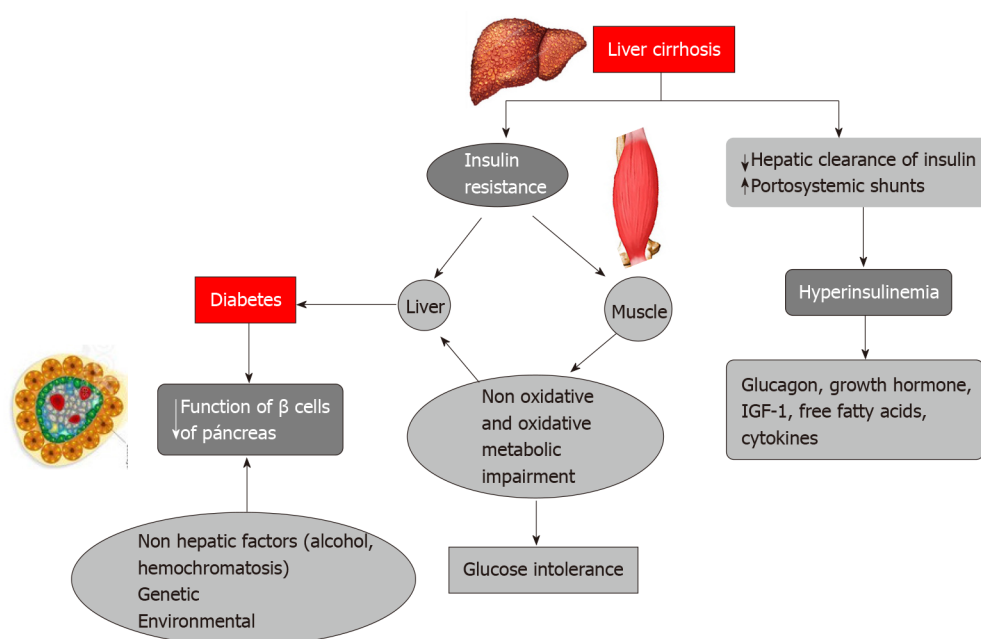 Liver cirrhosis
Insulin
resistance
↓Hepatic clearance of insulin
↑Portosystemic shunts
Diabetes
Liver
Muscle
Hyperinsulinemia
↓Function of β cells
of páncreas
Non oxidative
and oxidative
metabolic
impairment
Glucagon, growth hormone,
IGF-1, free fatty acids,
cytokines
Non hepatic factors (alcohol,
hemochromatosis)
Genetic
Environmental
Glucose intolerance